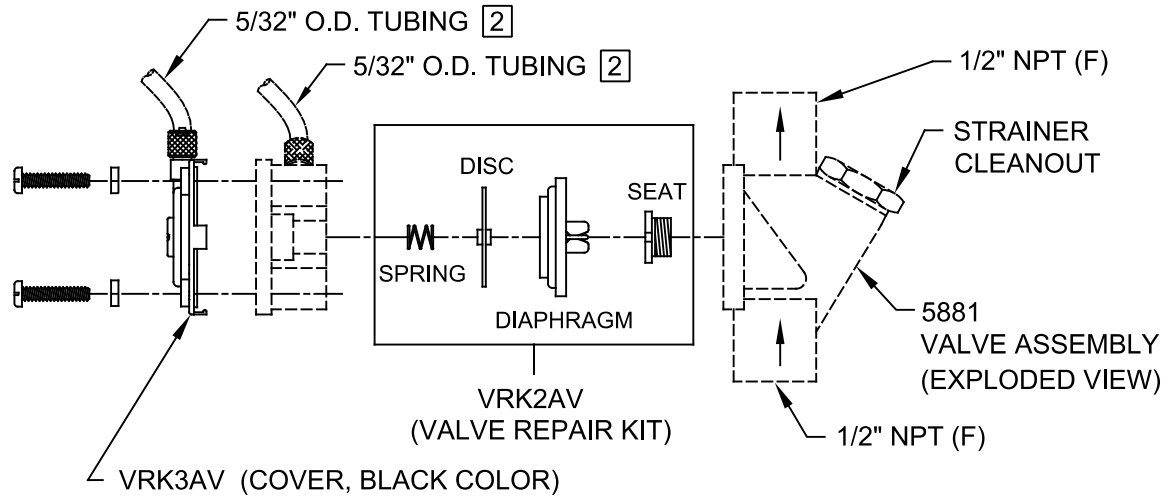 5/32" O.D. TUBING 2
5/32" O.D. TUBING 2
1/2" NPT (F)
STRAINER
CLEANOUT
DISC
SEAT
SPRING
DIAPHRAGM
5881
VALVE ASSEMBLY
(EXPLODED VIEW)
VRK2AV
(VALVE REPAIR KIT)
1/2" NPT (F)
VRK3AV (COVER, BLACK COLOR)